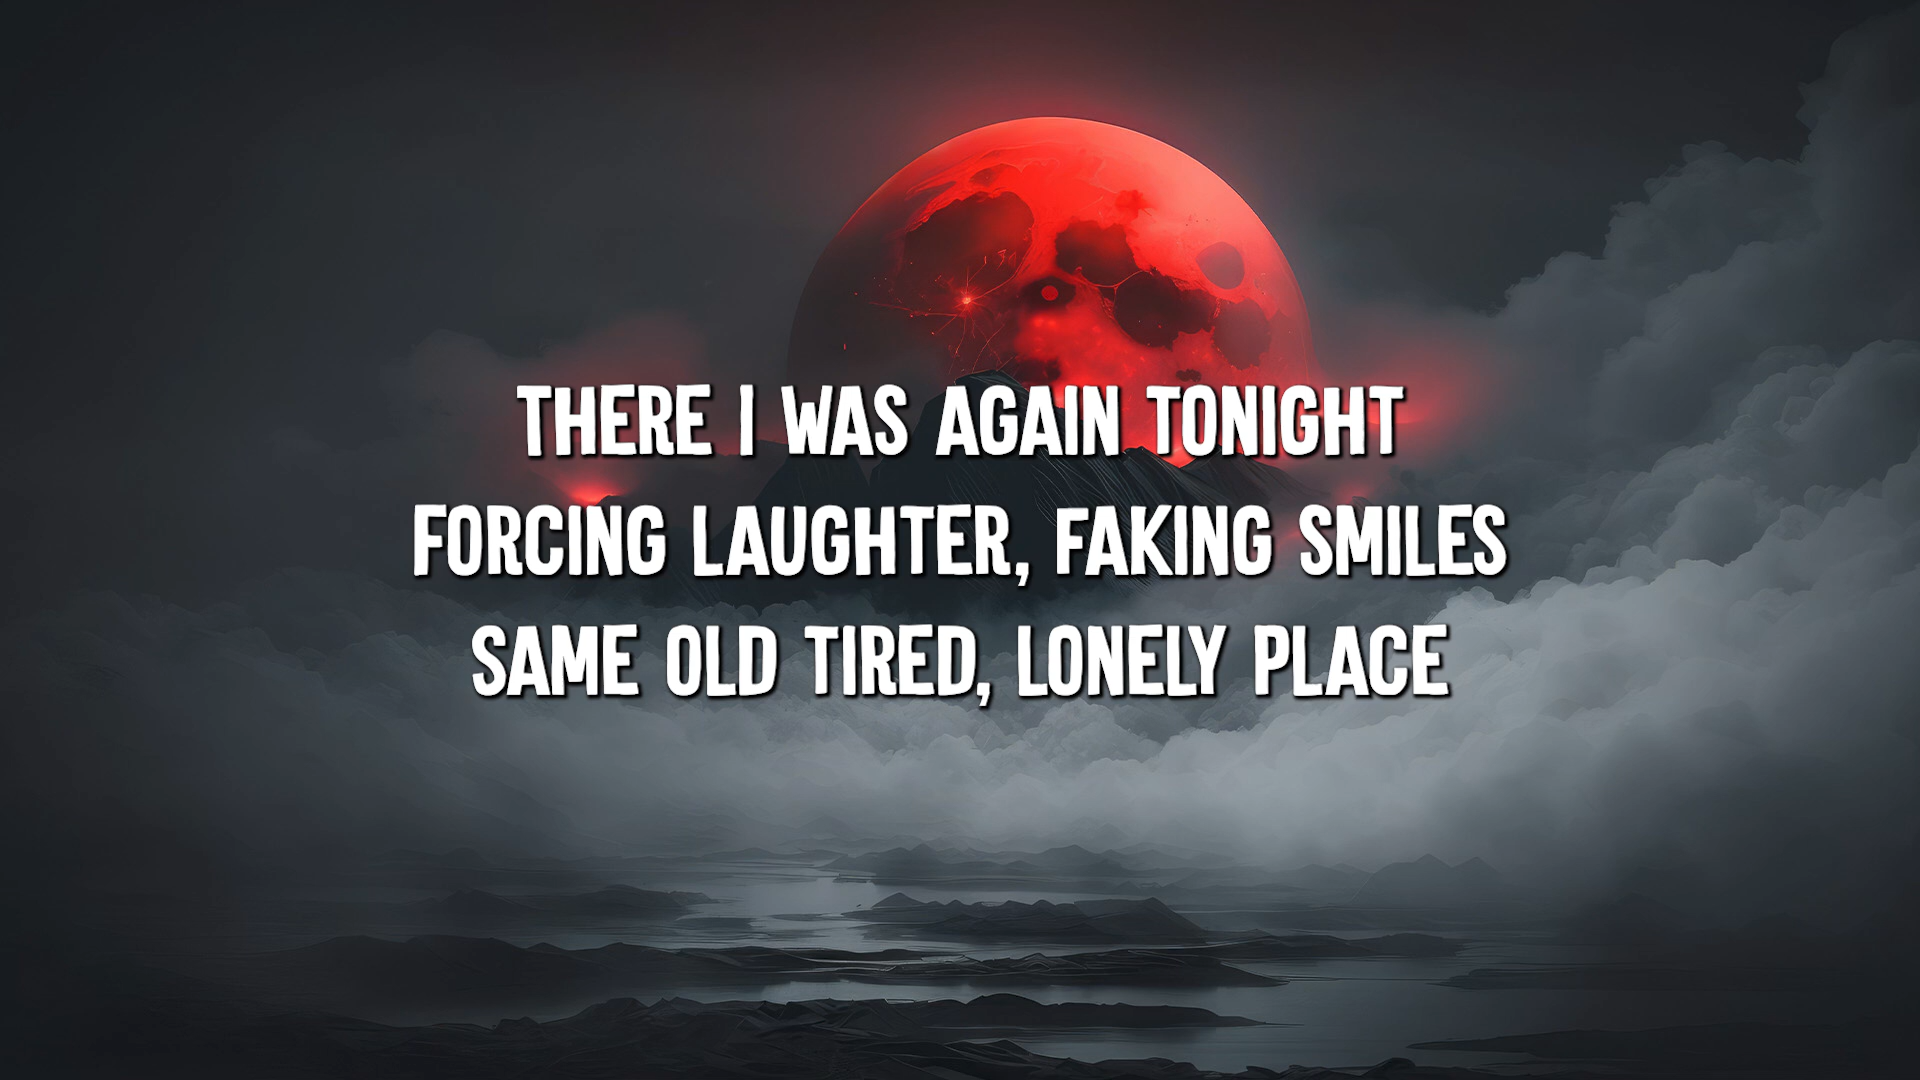 THERE I WAS AGAIN TONIGHT
FORCING LAUGHTER, FAKING SMILES
SAME OLD TIRED, LONELY PLACE